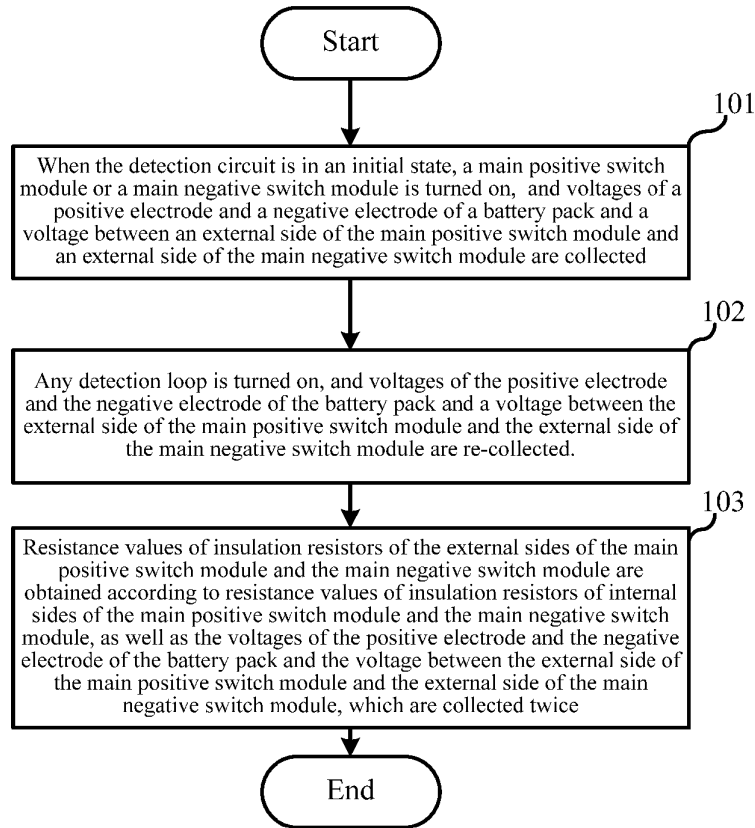 Start
101
When the detection circuit is in an initial state, a main positive switch
module or a main negative switch module is turned on, and voltages of a
positive electrode and a negative electrode of a battery pack and a
voltage between an external side of the main positive switch module and
an external side of the main negative switch module are collected
102
Any detection loop is turned on, and voltages of the positive electrode
and the negative electrode of the battery pack and a voltage between the
external side of the main positive switch module and the external side of
the main negative switch module are re-collected.
103
Resistance values of insulation resistors of the external sides of the main
positive switch module and the main negative switch module are
obtained according to resistance values of insulation resistors of internal
sides of the main positive switch module and the main negative switch
module, as well as the voltages of the positive electrode and the negative
electrode of the battery pack and the voltage between the external side of
the main positive switch module and the external side of the main
negative switch module, which are collected twice
End